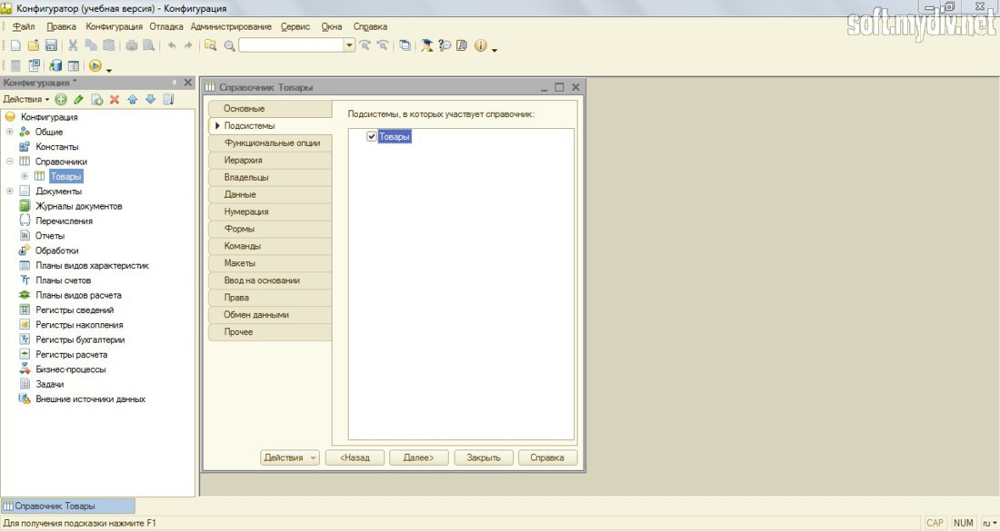 Конфигуратор (учебная версия) - Конфигурация
soft.mydiv.net
Файл Правка Конфигурация Отладка Администрирование Сервис Окна Справка
Конфигурация *
Действия
Конфигурация
Общие
Константы
Справочники
Товары
Документы
Журналы документов
Перечисления
Отчеты
Обработки
Планы видов характеристик
Планы счетов
Планы видов расчета
Регистры сведений
Регистры накопления
Регистры бухгалтерии
Регистры расчета
Бизнес-процессы
Задачи
Внешние источники данных
Справочник Товары
Основные
Подсистемы
Функциональные опции
Иерархия
Владельцы
Данные
Нумерация
Формы
Команды
Макеты
Ввод на основании
Права
Обмен данными
Прочее
Подсистемы, в которых участвует справочник:
Товары
Действия <Назад Далее> Закрыть Справка
Справочник Товары
Для получения подсказки нажмите F1
CAP NUM ru